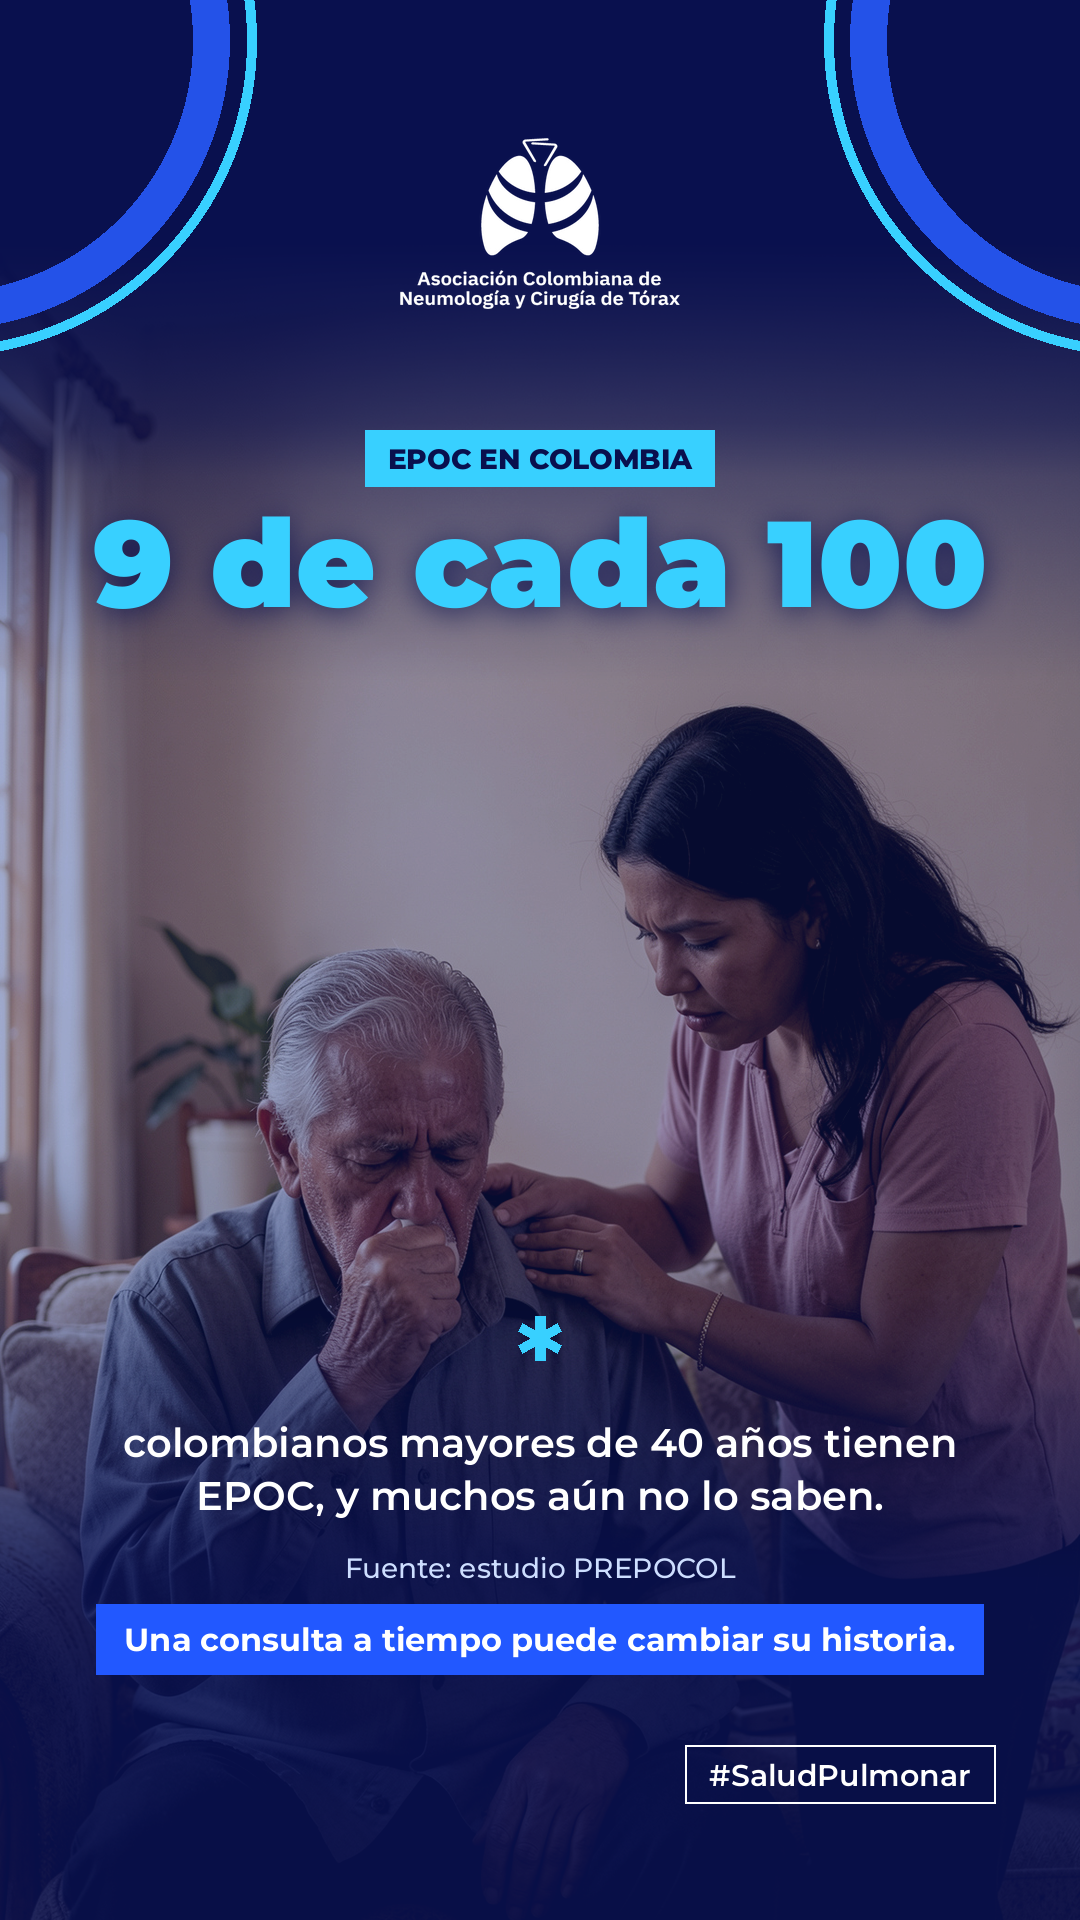 Asociación Colombiana de
Neumología y Cirugía de Tórax
EPOC EN COLOMBIA
9 de cada 100
*
colombianos mayores de 40 años tienen
EPOC, y muchos aún no lo saben.
Fuente: estudio PREPOCOL
Una consulta a tiempo puede cambiar su historia.
#SaludPulmonar